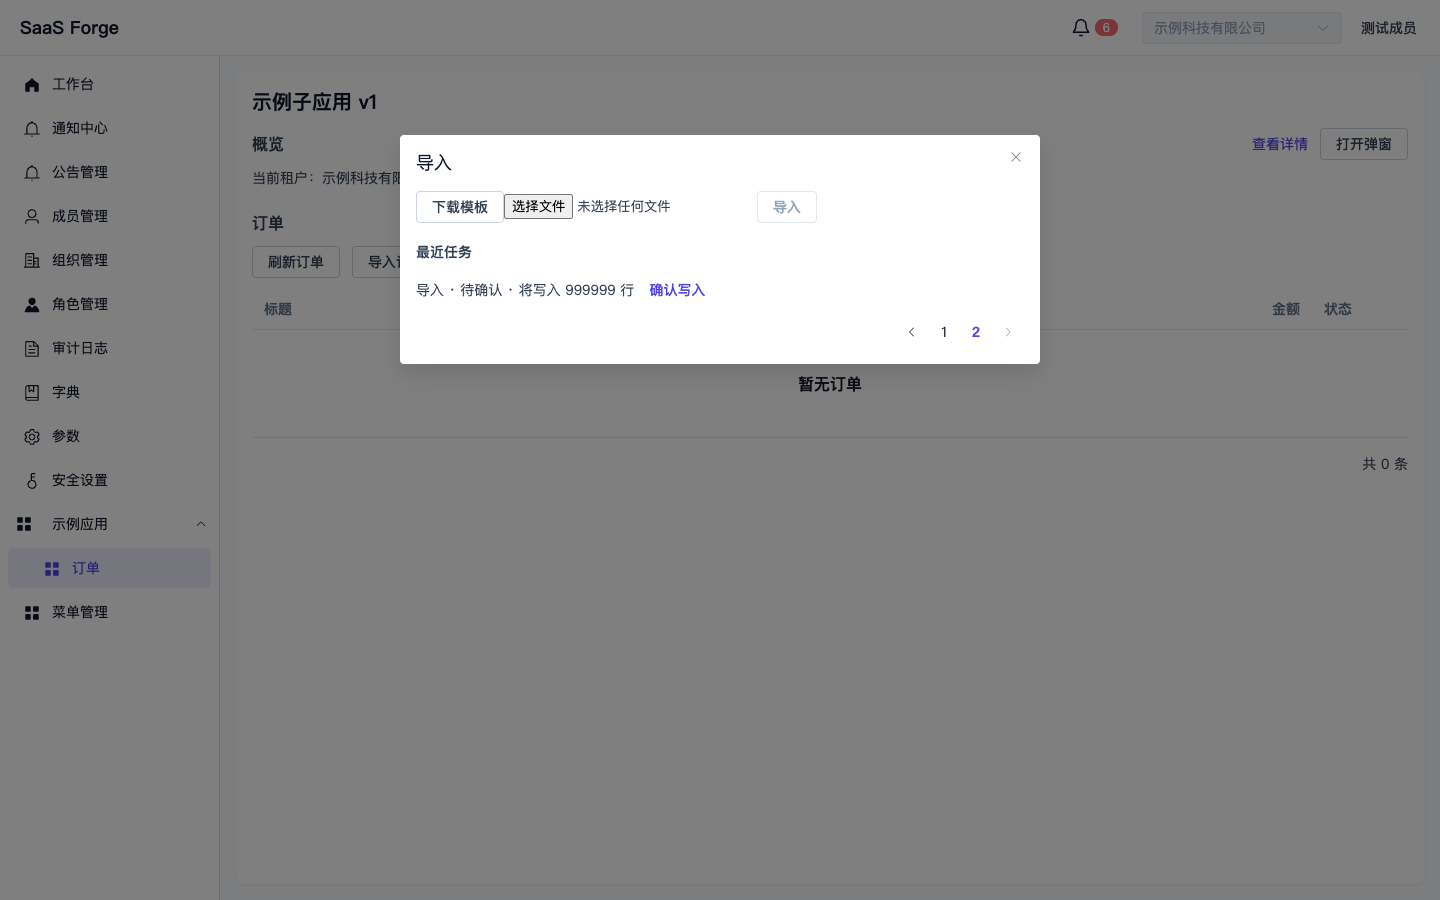 SaaS Forge
6
示例科技有限公司
测试成员
工作台
通知中心
公告管理
成员管理
组织管理
角色管理
审计日志
字典
参数
安全设置
示例应用
订单
菜单管理
示例子应用 v1
概览
查看详情
打开弹窗
当前租户：示例科技有
订单
刷新订单
导入
标题
金额
状态
暂无订单
共 0 条
导入
下载模板
选择文件 未选择任何文件
导入
最近任务
导入 · 待确认 · 将写入 999999 行 确认写入
1 2